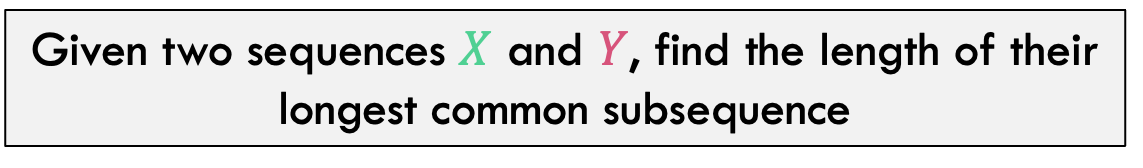 Given two sequences X and Y, find the length of their
longest common subsequence